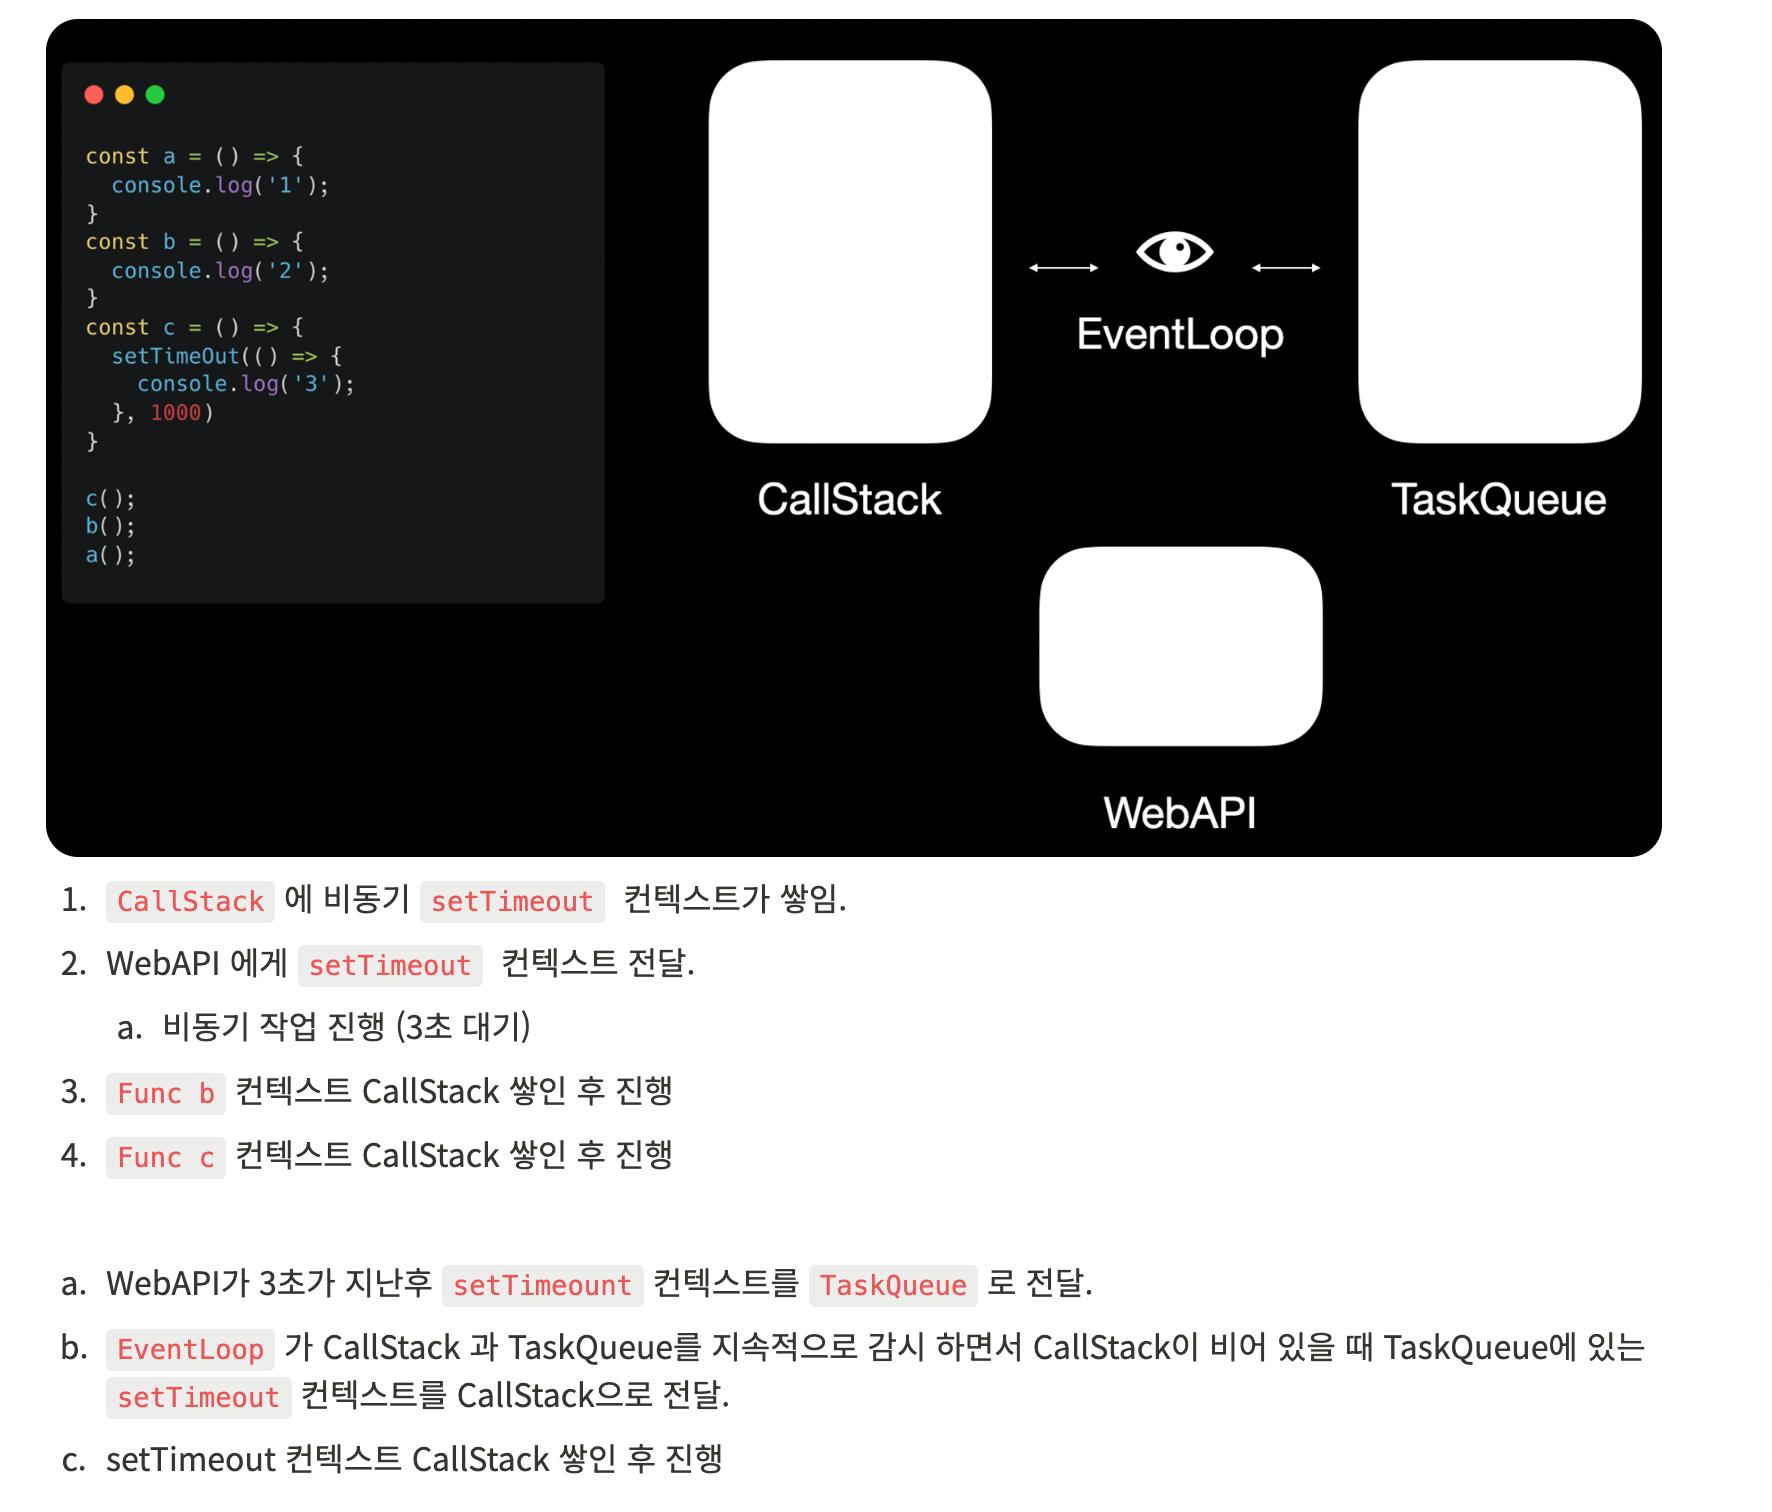 const a = () => {
  console.log('1');
}
const b = () => {
  console.log('2');
}
const c = () => {
  setTimeOut(() => {
    console.log('3');
  }, 1000)
}
c();
b();
a();
EventLoop
CallStack
TaskQueue
WebAPI
1. CallStack 에 비동기 setTimeout 컨텍스트가 쌓임.
2. WebAPI 에게 setTimeout 컨텍스트 전달.
a. 비동기 작업 진행 (3초 대기)
3. Func b 컨텍스트 CallStack 쌓인 후 진행
4. Func c 컨텍스트 CallStack 쌓인 후 진행
a. WebAPI가 3초가 지난후 setTimeount 컨텍스트를 TaskQueue 로 전달.
b. EventLoop 가 CallStack 과 TaskQueue를 지속적으로 감시 하면서 CallStack이 비어 있을 때 TaskQueue에 있는
setTimeout 컨텍스트를 CallStack으로 전달.
c. setTimeout 컨텍스트 CallStack 쌓인 후 진행